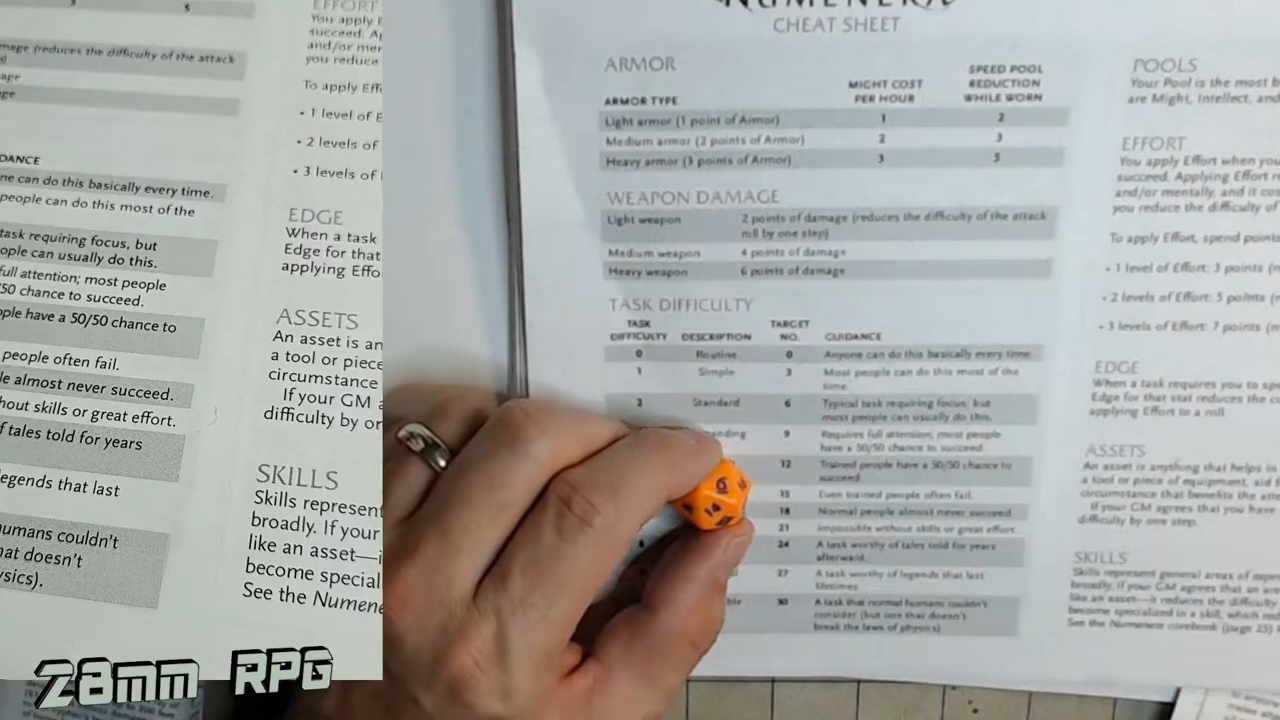 EFFORT
You apply
succeed.
and/or men
you reduce
mage (reduces the difficulty of the attack
To apply Eff
• 1 level of E
• 2 levels of
• 3 levels of
DANCE
ne can do this basically every time.
people can do this most of the
task requiring focus, but
ople can usually do this.
full attention; most people
50 chance to succeed.
ople have a 50/50 chance to
people often fail.
le almost never succeed.
hout skills or great effort.
f tales told for years
egends that last
umans couldn't
at doesn't
sics).
EDGE
When a task
Edge for that
applying Effo
ASSETS
An asset is an
a tool or piece
circumstance
If your GM a
difficulty by or
SKILLS
Skills represent
broadly. If your
like an asset—i
become special
See the Numene
28mm RPG
NUMENERA
CHEAT SHEET
ARMOR
ARMOR TYPE MIGHT COST PER HOUR SPEED POOL REDUCTION WHILE WORN
Light armor (1 point of Armor) 1 2
Medium armor (2 points of Armor) 2 3
Heavy armor (3 points of Armor) 3 5
WEAPON DAMAGE
Light weapon 2 points of damage (reduces the difficulty of the attack
roll by one step)
Medium weapon 4 points of damage
Heavy weapon 6 points of damage
TASK DIFFICULTY
TASK DIFFICULTY DESCRIPTION TARGET NO. GUIDANCE
0 Routine 0 Anyone can do this basically every time.
1 Simple 3 Most people can do this most of the
time.
2 Standard 6 Typical task requiring focus, but
most people can usually do this.
anding 9 Requires full attention; most people
have a 50/50 chance to succeed.
12 Trained people have a 50/50 chance to
succeed.
15 Even trained people often fail.
18 Normal people almost never succeed.
21 Impossible without skills or great effort.
24 A task worthy of tales told for years
afterward.
27 A task worthy of legends that last
lifetimes.
ble 30 A task that normal humans couldn't
consider (but one that doesn't
break the laws of physics).
6
14
POOLS
Your Pool is the most b
are Might, Intellect, and
EFFORT
You apply Effort when you
succeed. Applying Effort re
and/or mentally, and it cos
you reduce the difficulty of
To apply Effort, spend points
• 1 level of Effort: 3 points (n
• 2 levels of Effort: 5 points (n
• 3 levels of Effort: 7 points (n
EDGE
When a task requires you to sp
Edge for that stat reduces the c
applying Effort to a roll.
ASSETS
An asset is anything that helps in
a tool or piece of equipment, aid f
circumstance that benefits the att
If your GM agrees that you have
difficulty by one step.
SKILLS
Skills represent general areas of expe
broadly. If your GM agrees that an are
like an asset—it reduces the difficulty
become specialized in a skill, which red
See the Numenera corebook (page 25)